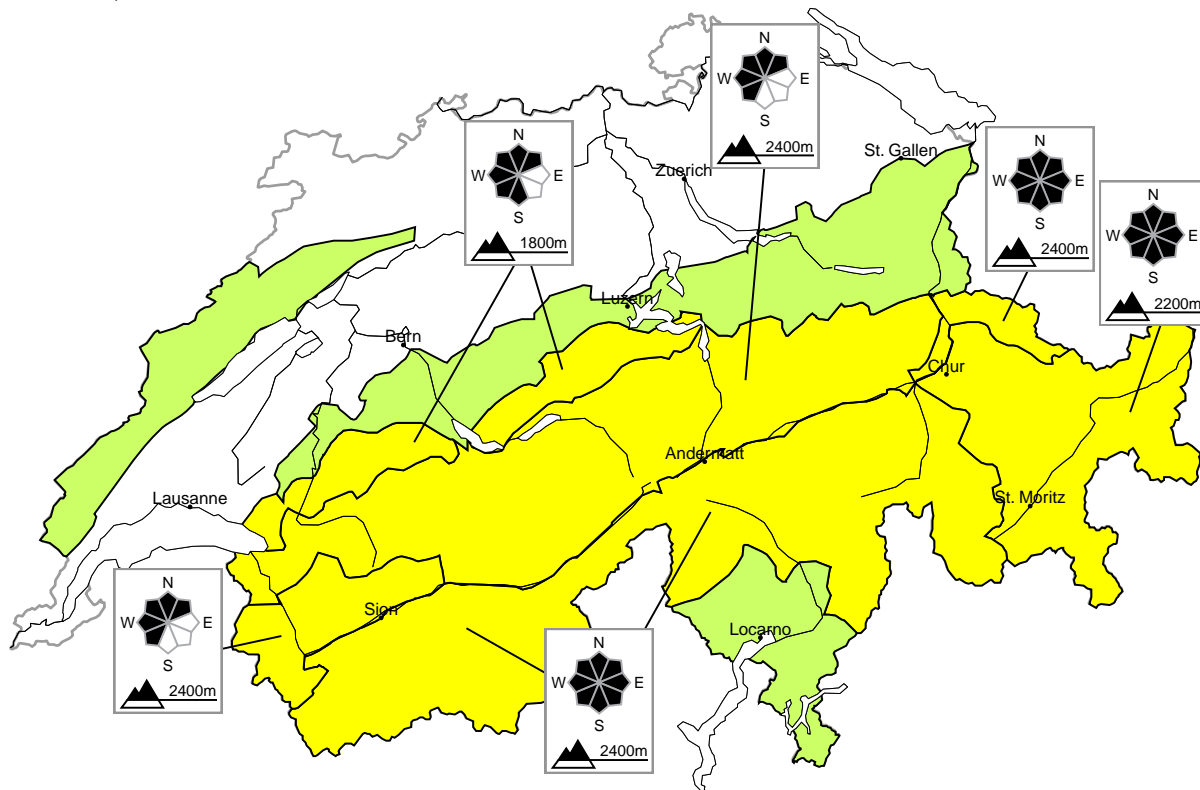 N
W E
S
2400m
St. Gallen
N
W E
S
1800m
Zuerich
N
W E
S
2400m
N
W E
S
2200m
Luzern
Bern
Chur
Andermatt
Lausanne
St. Moritz
N
W E
S
2400m
Sion
Locarno
N
W E
S
2400m